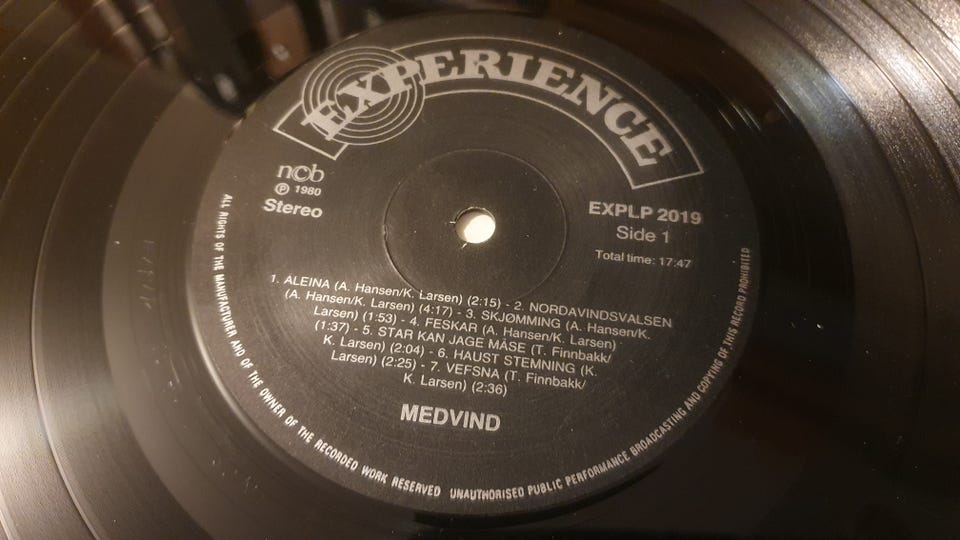 EXPERIENCE
ncb
℗ 1980
Stereo
EXPLP 2019
Side 1
Total time: 17:47
1. ALEINA (A. Hansen/K. Larsen) (2:15) - 2. NORDAVINDSVALSEN
(A. Hansen/K. Larsen) (4:17) - 3. SKJØMMING (A. Hansen/K.
Larsen) (1:53) - 4. FESKAR (A. Hansen/K. Larsen)
(1:37) - 5. STAR KAN JAGE MÅSE (T. Finnbakk/
K. Larsen) (2:04) - 6. HAUST STEMNING (K.
Larsen) (2:25) - 7. VEFSNA (T. Finnbakk/
K. Larsen) (2:36)
MEDVIND
ALL RIGHTS OF THE MANUFACTURER AND OF THE OWNER OF THE RECORDED WORK RESERVED UNAUTHORISED PUBLIC PERFORMANCE BROADCASTING AND COPYING OF THIS RECORD PROHIBITED